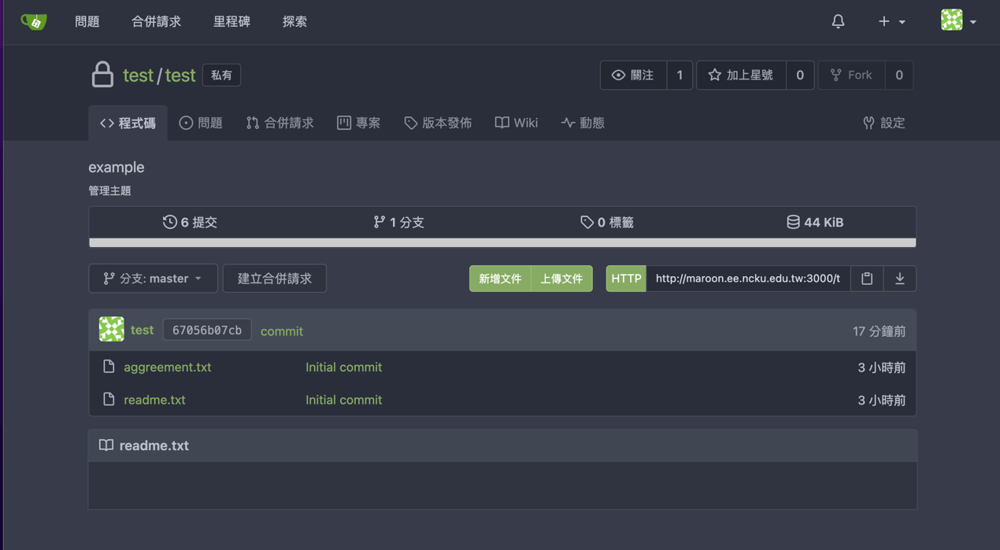 問題 合併請求 里程碑 探索
test/test 私有 關注 1 加上星號 0 Fork 0
程式碼 問題 合併請求 專案 版本發佈 Wiki 動態 設定
example
管理主題
6 提交 1 分支 0 標籤 44 KiB
分支: master 建立合併請求 新增文件 上傳文件 HTTP http://maroon.ee.ncku.edu.tw:3000/t
test 67056b07cb commit 17 分鐘前
aggreement.txt Initial commit 3 小時前
readme.txt Initial commit 3 小時前
readme.txt